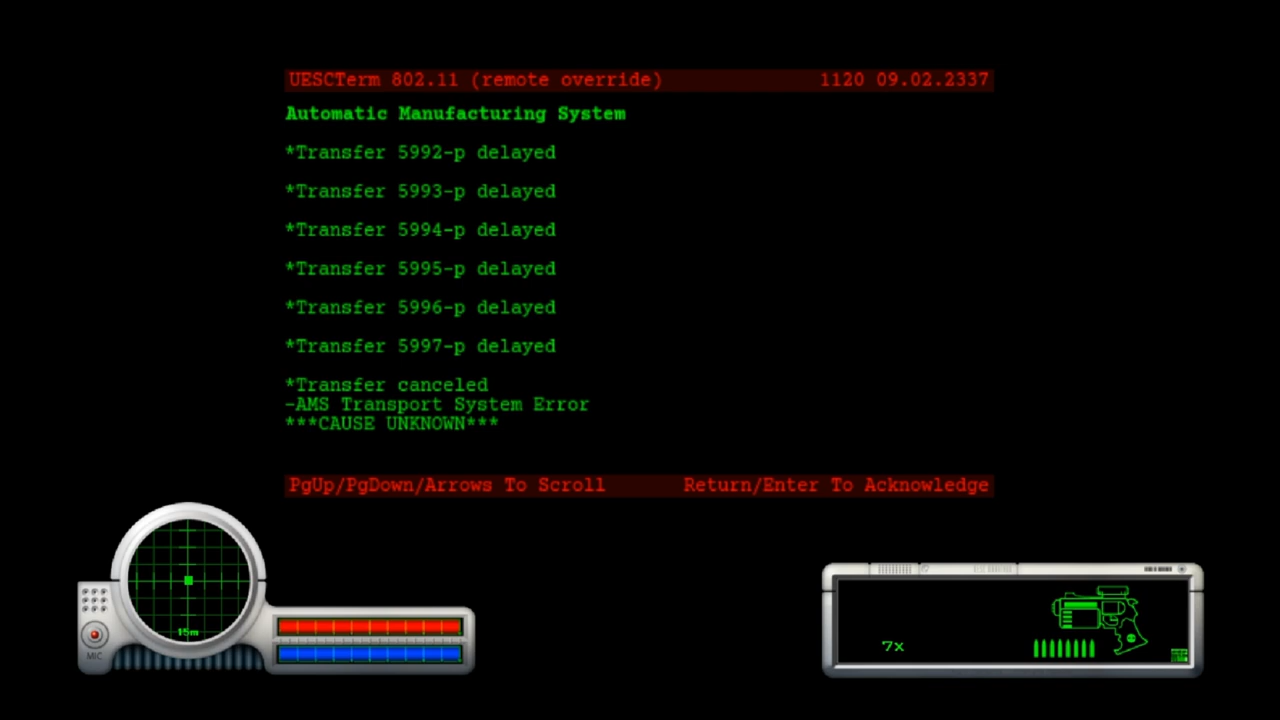 UESCTerm 802.11 (remote override) 1120 09.02.2337
Automatic Manufacturing System
*Transfer 5992-p delayed
*Transfer 5993-p delayed
*Transfer 5994-p delayed
*Transfer 5995-p delayed
*Transfer 5996-p delayed
*Transfer 5997-p delayed
*Transfer canceled
-AMS Transport System Error
***CAUSE UNKNOWN***
PgUp/PgDown/Arrows To Scroll Return/Enter To Acknowledge
15m
MIC
7x